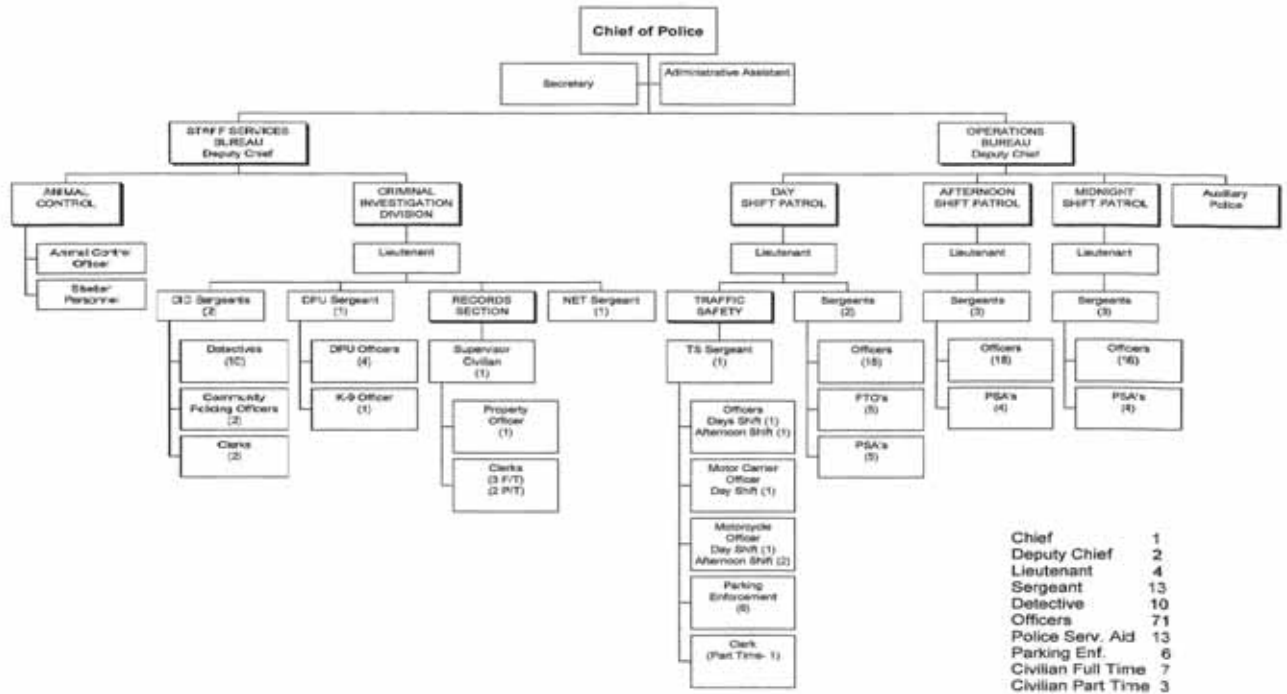 Chief of Police
Secretary
Administrative Assistant
STAFF SERVICES
BUREAU
Deputy Chief
OPERATIONS
BUREAU
Deputy Chief
ANIMAL
CONTROL
CRIMINAL
INVESTIGATION
DIVISION
DAY
SHIFT PATROL
AFTERNOON
SHIFT PATROL
MIDNIGHT
SHIFT PATROL
Auxiliary
Police
Animal Control
Officer
Shelter
Personnel
Lieutenant
Lieutenant
Lieutenant
Lieutenant
Sergeants
DPU Sergeant
(1)
RECORDS
SECTION
NET Sergeant
(1)
TRAFFIC
SAFETY
Sergeants
(2)
Sergeants
(3)
Sergeants
(3)
Detectives
(10)
Community
Policing Officers
(2)
Clerks
(2)
DPU Officers
(4)
K-9 Officer
(1)
Supervisor
Civilian
(1)
Property
Officer
(1)
Clerks
(3 F/T)
(2 P/T)
TS Sergeant
(1)
Officers
Days Shift (1)
Afternoon Shift (1)
Motor Carrier
Officer
Day Shift (1)
Motorcycle
Officer
Day Shift (1)
Afternoon Shift (2)
Parking
Enforcement
(6)
Clerk
(Part Time- 1)
Officers
FTO's
(5)
PSA's
(5)
Officers
(18)
PSA's
(4)
Officers
(16)
PSA's
(4)
Chief 1
Deputy Chief 2
Lieutenant 4
Sergeant 13
Detective 10
Officers 71
Police Serv. Aid 13
Parking Enf. 6
Civilian Full Time 7
Civilian Part Time 3